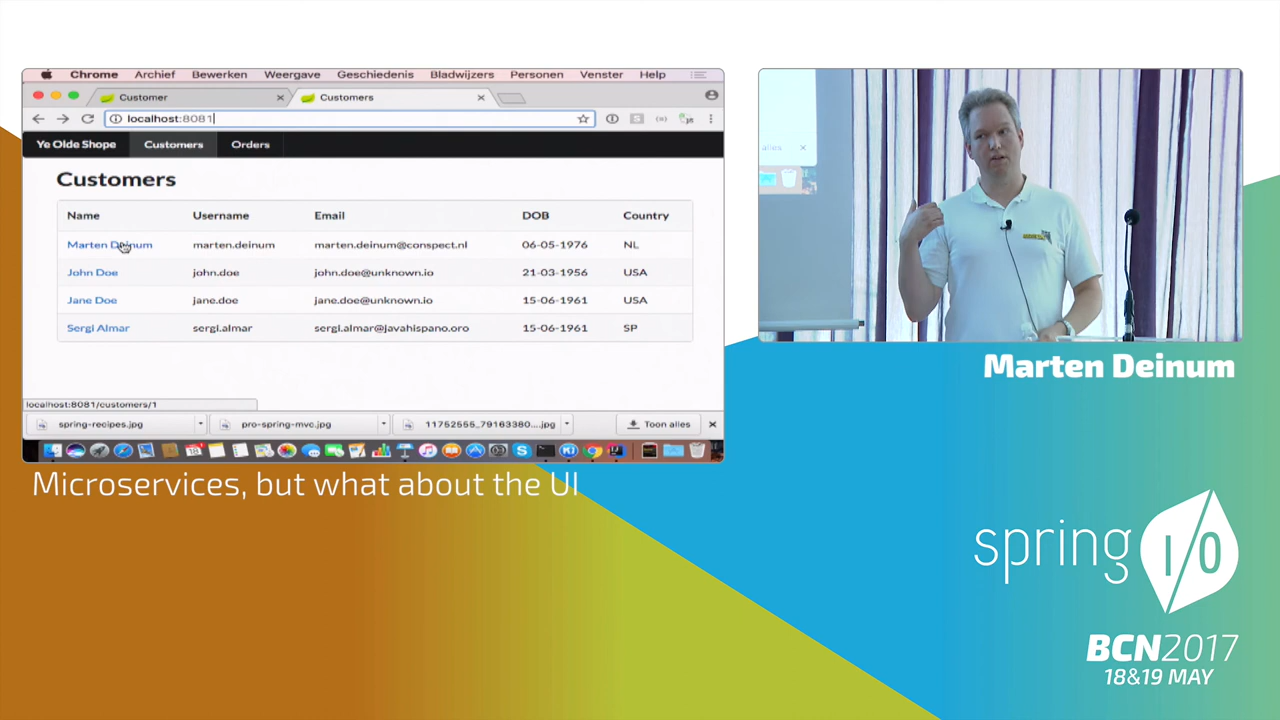 Chrome Archief Bewerken Weergave Geschiedenis Bladwijzers Personen Venster Help
Customer Customers
localhost:8081
Ye Olde Shope Customers Orders
Customers
Name Username Email DOB Country
Marten Deinum marten.deinum marten.deinum@conspect.nl 06-05-1976 NL
John Doe john.doe john.doe@unknown.io 21-03-1956 USA
Jane Doe jane.doe jane.doe@unknown.io 15-06-1961 USA
Sergi Almar sergi.almar sergi.almar@javahispano.oro 15-06-1961 SP
localhost:8081/customers/1
spring-recipes.jpg pro-spring-mvc.jpg 11752555_79163380....jpg Toon alles
alles
Marten Deinum
Microservices, but what about the UI
spring I/O
BCN2017
18&19 MAY